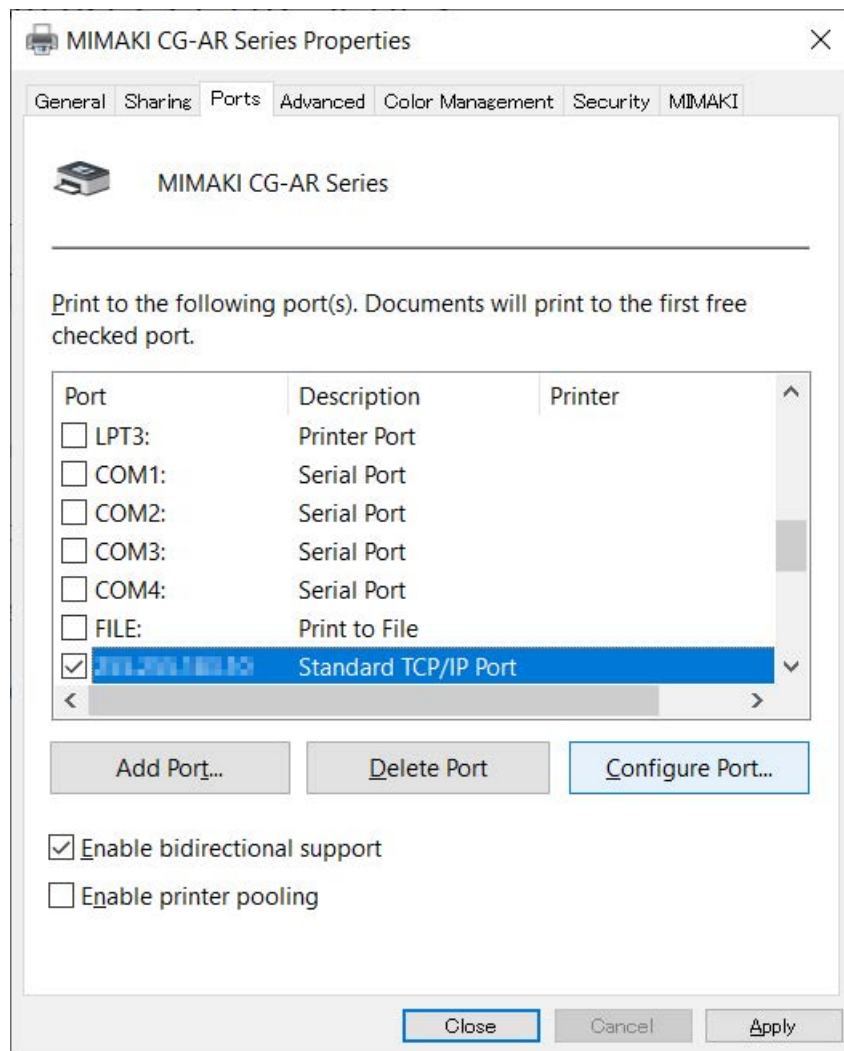 MIMAKI CG-AR Series Properties
General Sharing Ports Advanced Color Management Security MIMAKI
MIMAKI CG-AR Series
Print to the following port(s). Documents will print to the first free
checked port.
Port Description Printer
LPT3: Printer Port
COM1: Serial Port
COM2: Serial Port
COM3: Serial Port
COM4: Serial Port
FILE: Print to File
Standard TCP/IP Port
Add Port... Delete Port Configure Port...
Enable bidirectional support
Enable printer pooling
Close Cancel Apply